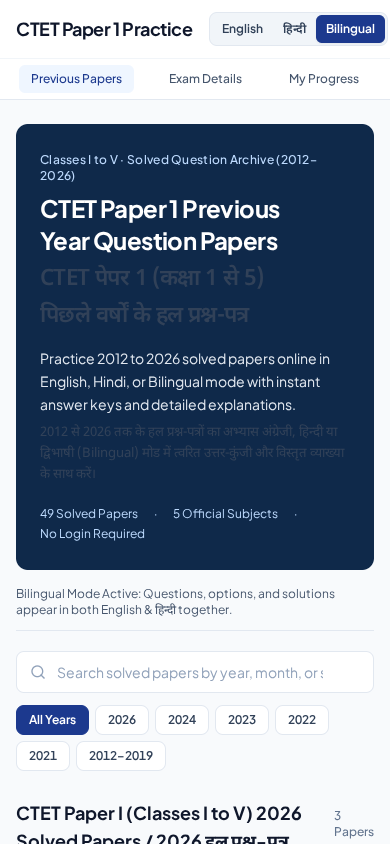 CTET Paper 1 Practice
English हिन्दी Bilingual
Previous Papers Exam Details My Progress
Classes I to V · Solved Question Archive (2012–
2026)
CTET Paper 1 Previous
Year Question Papers
CTET पेपर 1 (कक्षा 1 से 5)
पिछले वर्षों के हल प्रश्न-पत्र
Practice 2012 to 2026 solved papers online in
English, Hindi, or Bilingual mode with instant
answer keys and detailed explanations.
2012 से 2026 तक के हल प्रश्न-पत्रों का अभ्यास अंग्रेजी, हिन्दी या
द्विभाषी (Bilingual) मोड में त्वरित उत्तर-कुंजी और विस्तृत व्याख्या
के साथ करें।
49 Solved Papers · 5 Official Subjects ·
No Login Required
Bilingual Mode Active: Questions, options, and solutions
appear in both English & हिन्दी together.
Search solved papers by year, month, or s
All Years 2026 2024 2023 2022
2021 2012–2019
CTET Paper I (Classes I to V) 2026
Solved Papers / 2026 हल प्रश्न-पत्र
3
Papers